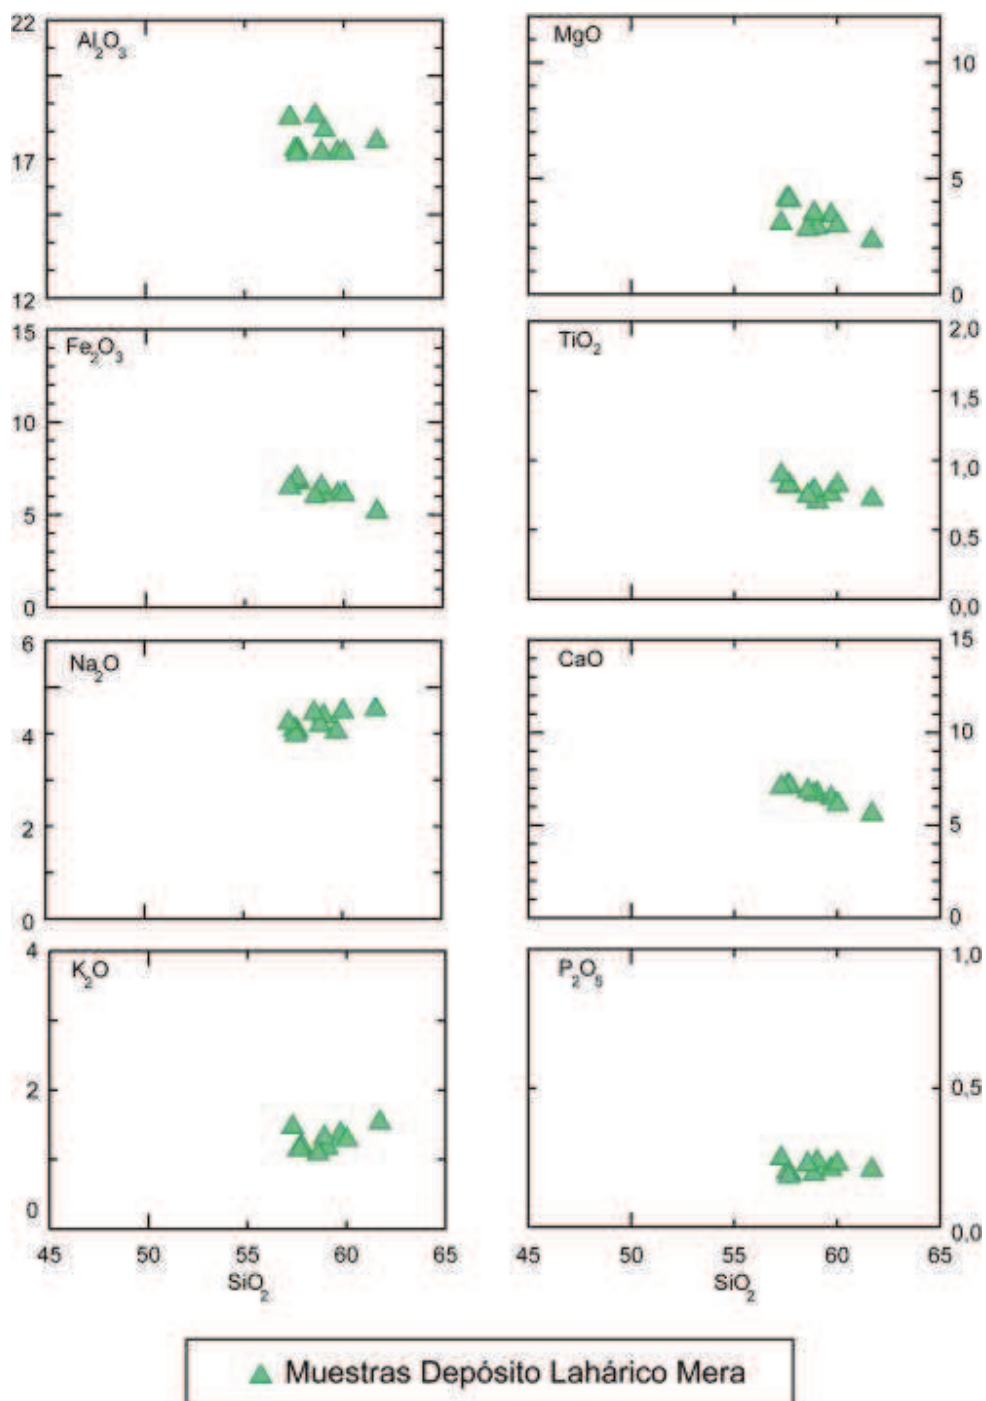 22
Al₂O₃
17
12
MgO
10
5
0
15
Fe₂O₃
10
5
0
2,0
TiO₂
1,5
1,0
0,5
0,0
6
Na₂O
4
2
0
15
CaO
10
5
0
4
K₂O
2
0
1,0
P₂O₅
0,5
0,0
45 50 55 60 65
SiO₂
45 50 55 60 65
SiO₂
Muestras Depósito Lahárico Mera